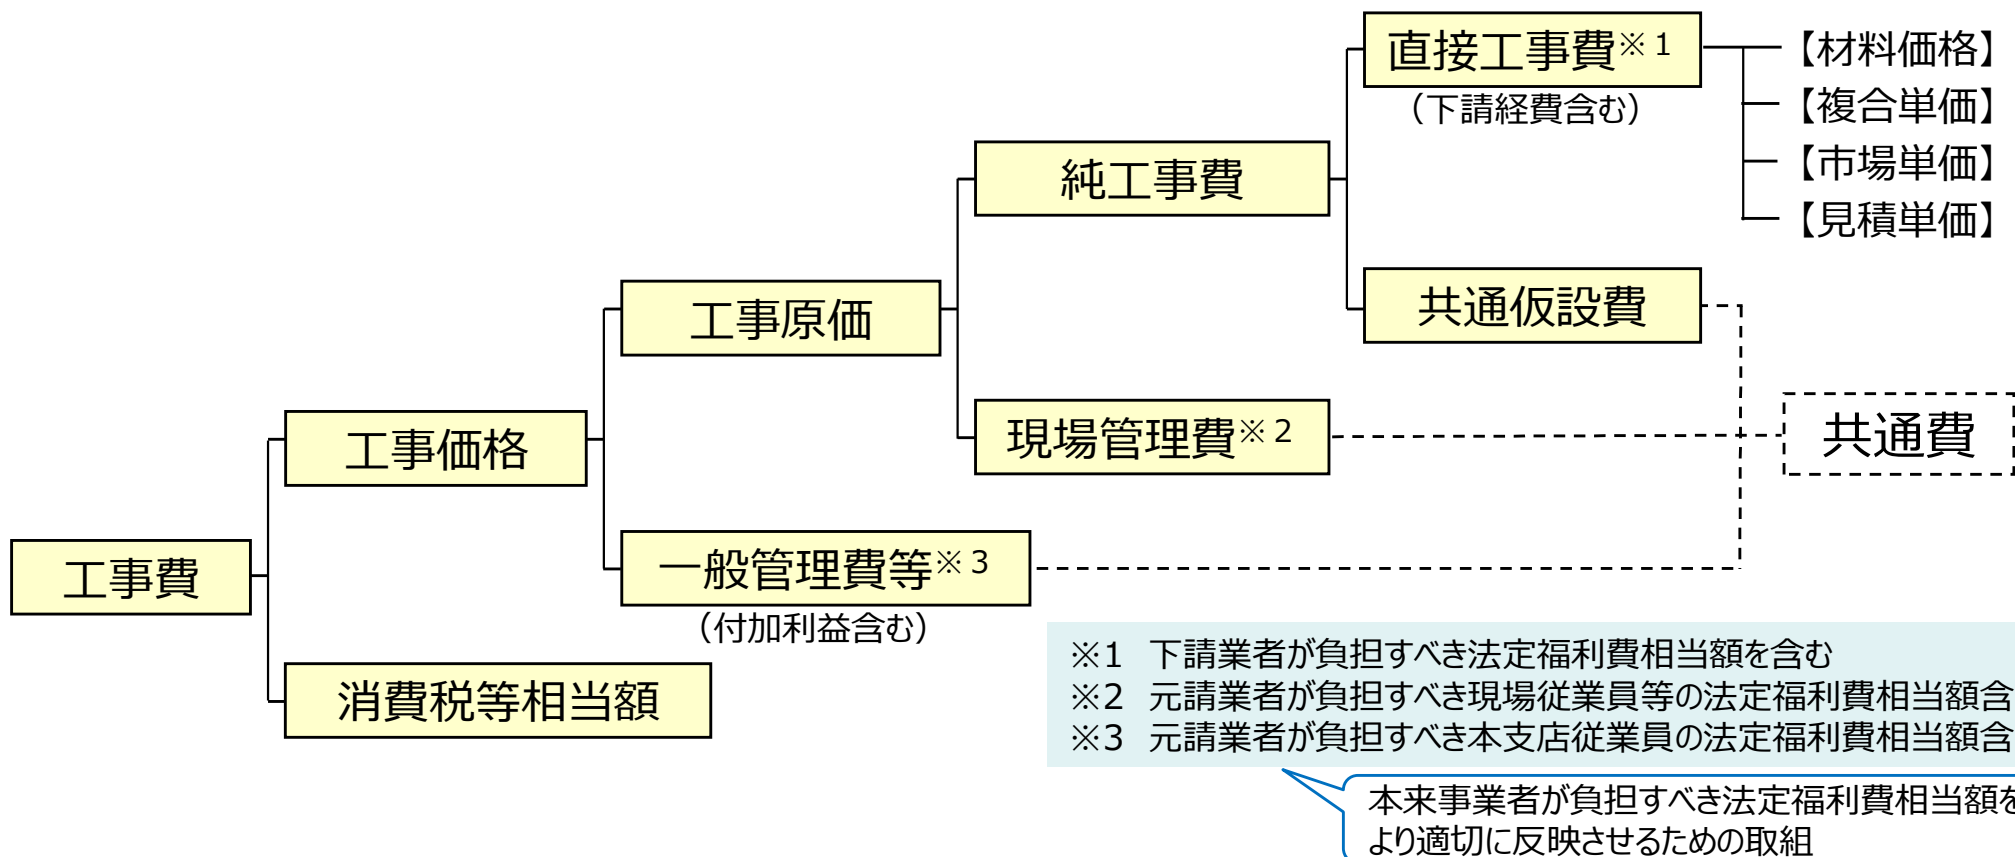 直接工事費※1
（下請経費含む）
【材料価格】
【複合単価】
【市場単価】
【見積単価】
純工事費
共通仮設費
工事原価
現場管理費※2
共通費
工事価格
一般管理費等※3
（付加利益含む）
工事費
消費税等相当額
※1　下請業者が負担すべき法定福利費相当額を含む
※2　元請業者が負担すべき現場従業員等の法定福利費相当額含
※3　元請業者が負担すべき本支店従業員の法定福利費相当額含
本来事業者が負担すべき法定福利費相当額を
より適切に反映させるための取組